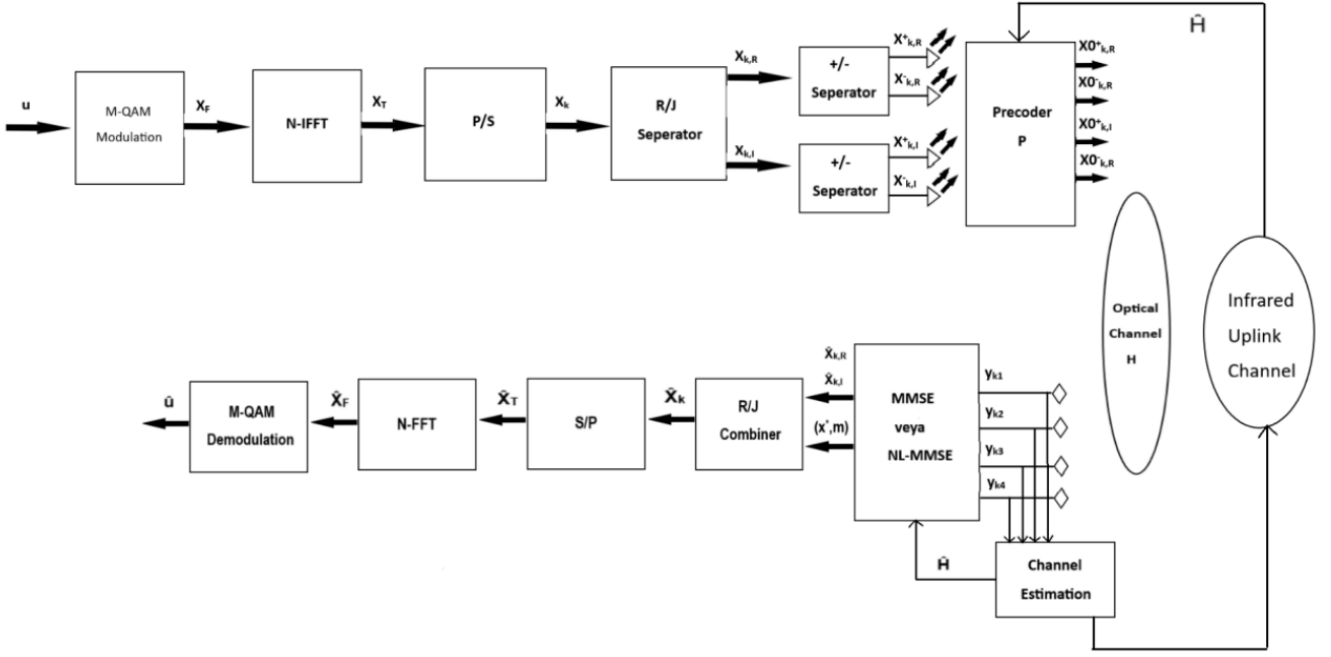 u
M-QAM
Modulation
X_F
N-IFFT
X_T
P/S
X_k
R/J
Seperator
X_k,R
X_k,I
+/-
Seperator
X⁺_k,R
X⁻_k,R
+/-
Seperator
X⁺_k,I
X⁻_k,I
Precoder
P
Ĥ
X0⁺_k,R
X0⁻_k,R
X0⁺_k,I
X0⁻_k,R
Optical
Channel
H
Infrared
Uplink
Channel
û
M-QAM
Demodulation
X̂_F
N-FFT
X̂_T
S/P
X̂_k
R/J
Combiner
X̂_k,R
X̂_k,I
(x',m)
MMSE
veya
NL-MMSE
y_k1
y_k2
y_k3
y_k4
Ĥ
Channel
Estimation